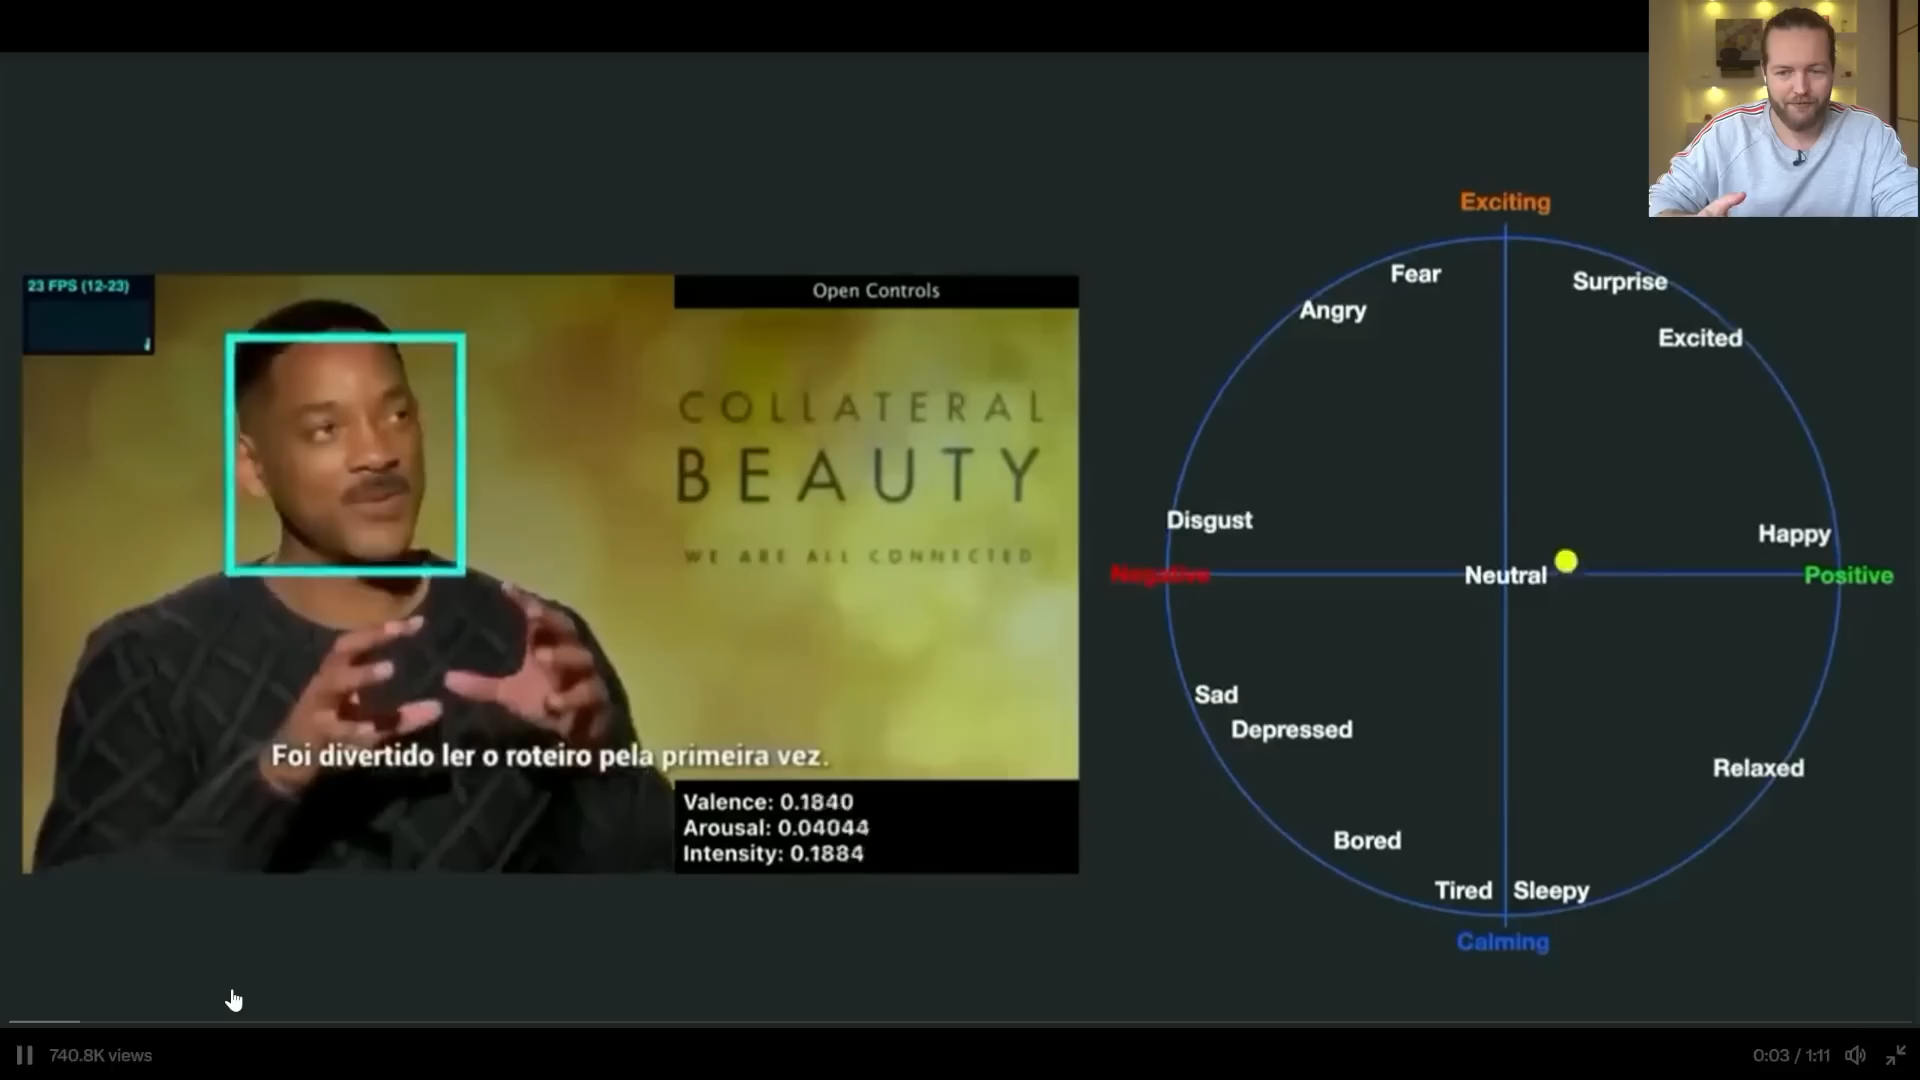 23 FPS (12-23)
Open Controls
COLLATERAL
BEAUTY
WE ARE ALL CONNECTED
Foi divertido ler o roteiro pela primeira vez.
Valence: 0.1840
Arousal: 0.04044
Intensity: 0.1884
Exciting
Fear
Surprise
Angry
Excited
Disgust
Happy
Negative
Neutral
Positive
Sad
Depressed
Relaxed
Bored
Tired
Sleepy
Calming
740.8K views
0:03 / 1:11